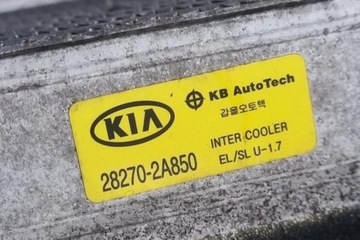 KIA
KB AutoTech
갑을오토텍
28270-2A850
INTER COOLER
EL/SL U-1.7